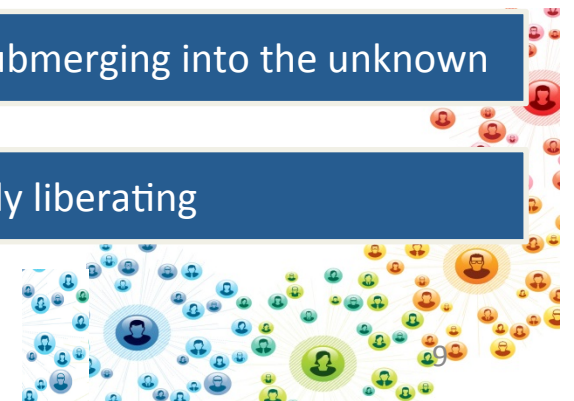 ubmerging into the unknown
ly liberating
9